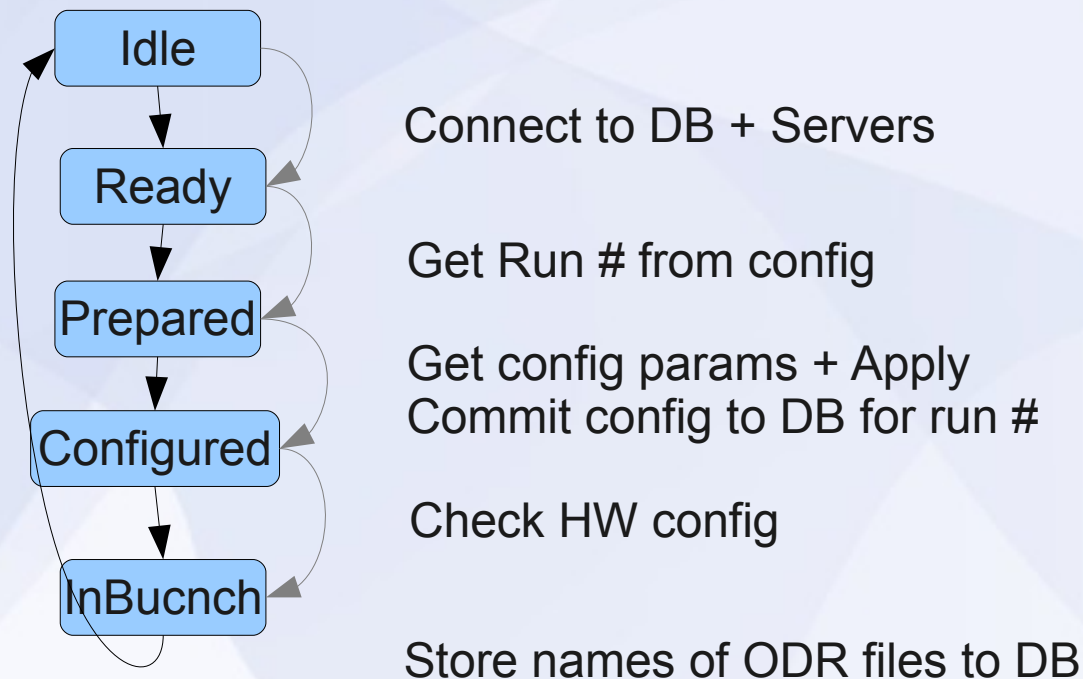 Idle
Connect to DB + Servers
Ready
Get Run # from config
Prepared
Get config params + Apply
Commit config to DB for run #
Configured
Check HW config
InBucnch
Store names of ODR files to DB